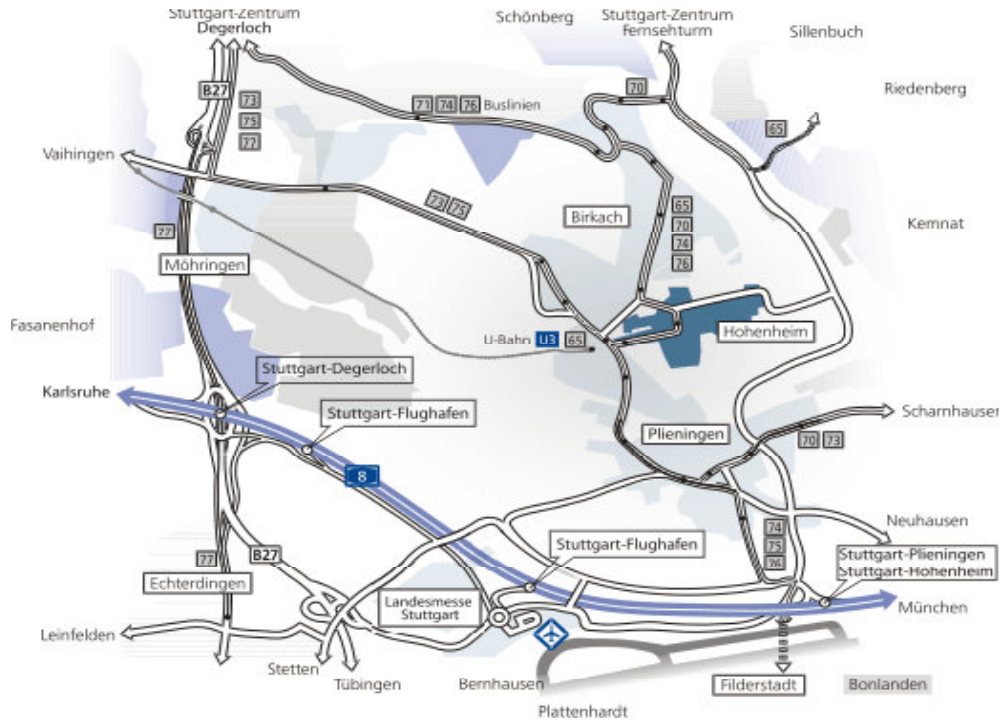 Stuttgart-Zentrum
Degerloch
Schönberg
Stuttgart-Zentrum
Fernsehturm
Sillenbuch
Riedenberg
B27
73
75
77
71 74 76 Buslinien
70
65
Vaihingen
73 75
Birkach
65
70
74
76
Kemnat
77
Möhringen
Fasanenhof
U-Bahn U3 65
Hohenheim
Karlsruhe
Stuttgart-Degerloch
Stuttgart-Flughafen
Scharnhausen
Plieningen
70 73
8
Neuhausen
74
75
76
Stuttgart-Flughafen
Stuttgart-Plieningen
Stuttgart-Hohenheim
77
B27
Echterdingen
Landesmesse
Stuttgart
München
Leinfelden
Stetten
Tübingen
Bernhausen
Filderstadt
Bonlanden
Plattenhardt